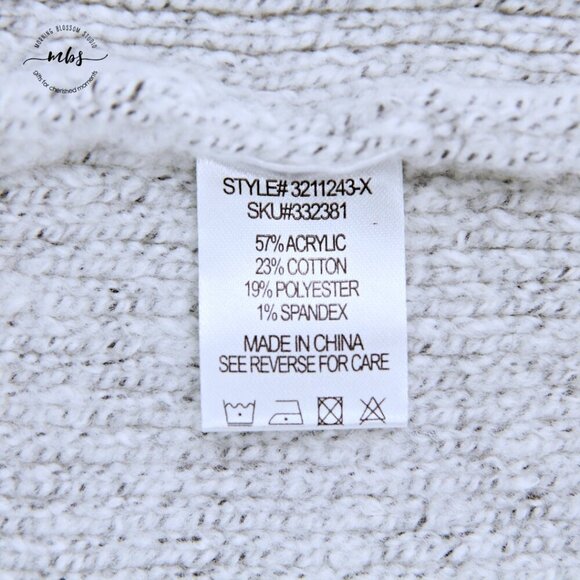 MORNING BLOSSOM STUDIO
mbs
gifts for cherished moments
STYLE# 3211243-X
SKU#332381
57% ACRYLIC
23% COTTON
19% POLYESTER
1% SPANDEX
MADE IN CHINA
SEE REVERSE FOR CARE